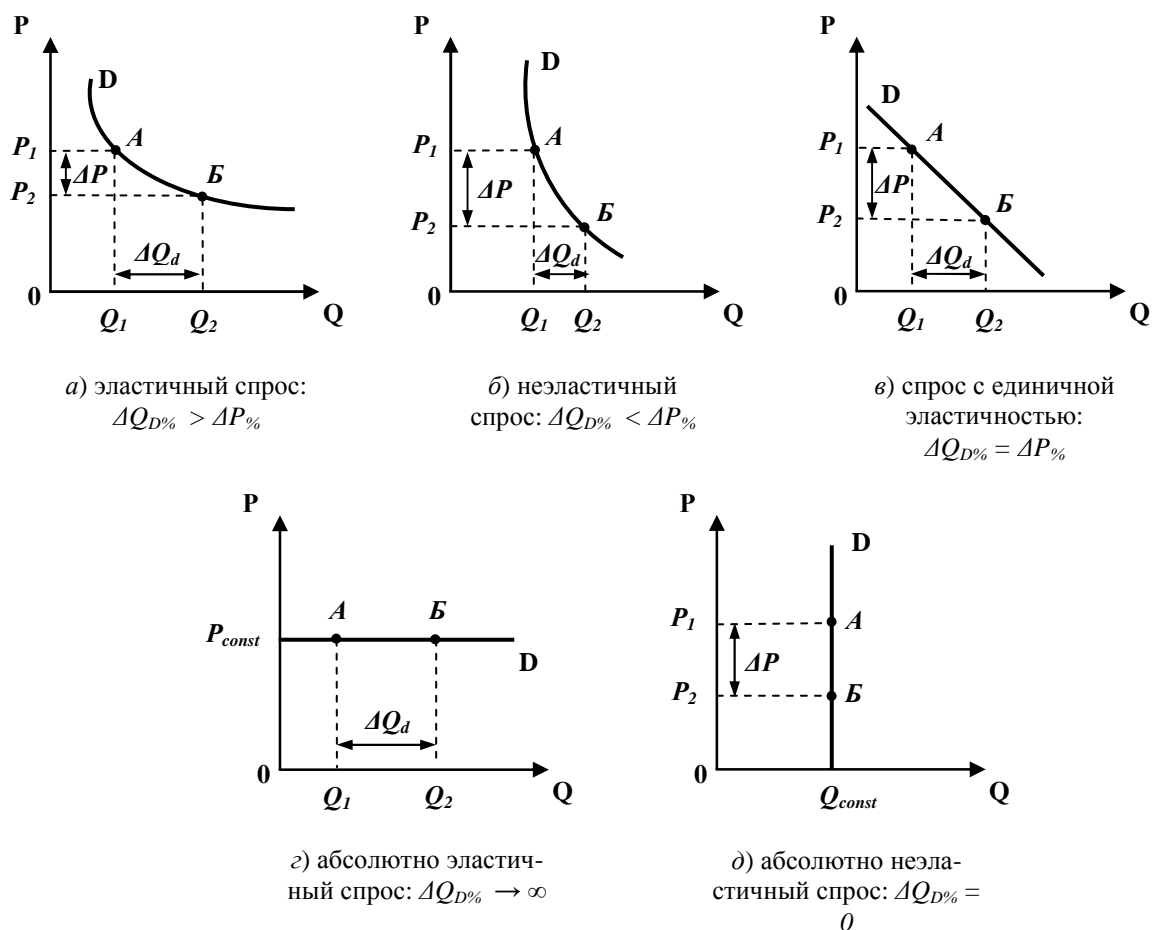 P P P
D D D
A A A
P₁ P₁ P₁
ΔP ΔP ΔP
P₂ P₂ P₂
Б Б Б
ΔQd ΔQd ΔQd
0 0 0
Q₁ Q₂ Q Q₁ Q₂ Q Q₁ Q₂ Q
а) эластичный спрос:
ΔQD% > ΔP%
б) неэластичный
спрос: ΔQD% < ΔP%
в) спрос с единичной
эластичностью:
ΔQD% = ΔP%
P
A Б
Pconst
D
ΔQd
0
Q₁ Q₂ Q
P
D
P₁ A
ΔP
P₂ Б
0
Qconst Q
г) абсолютно эластич-
ный спрос: ΔQD% → ∞
д) абсолютно неэла-
стичный спрос: ΔQD% =
0